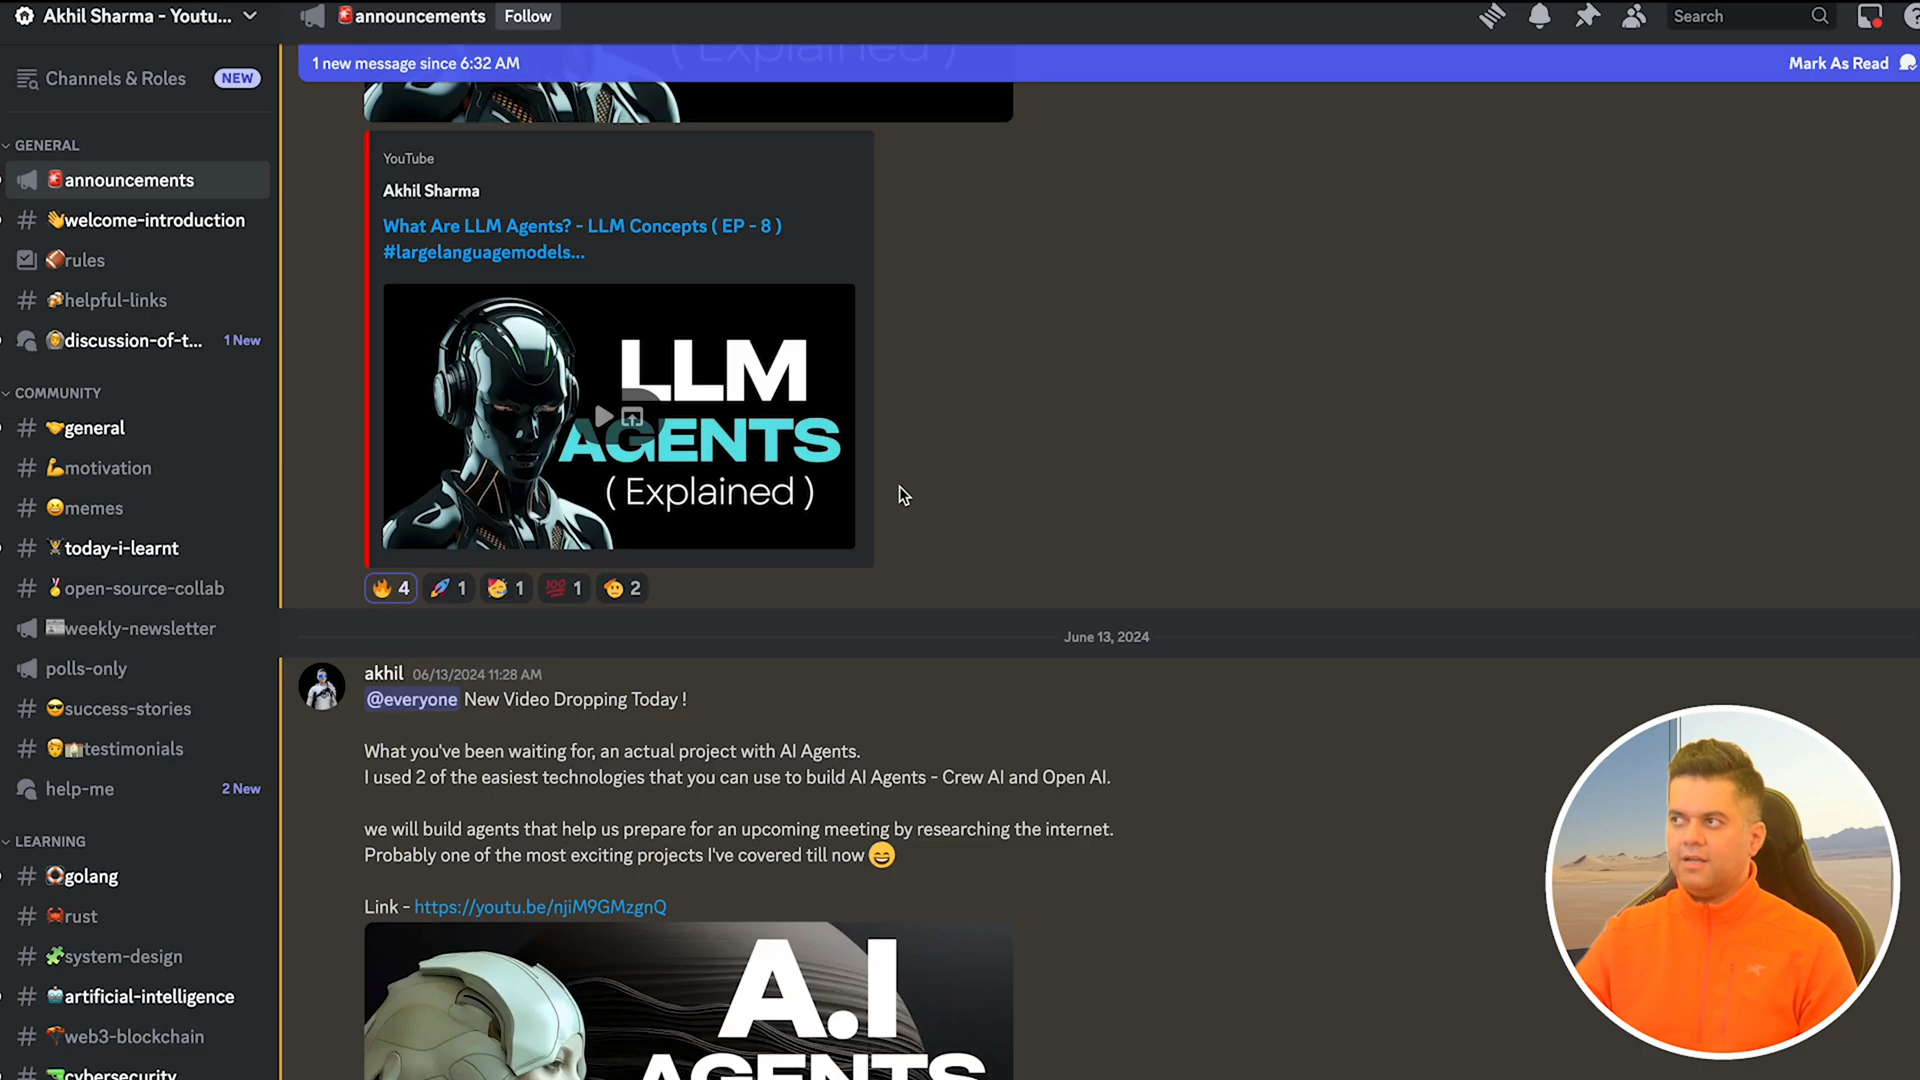 Akhil Sharma - Youtu...
announcements
Follow
Search
Channels & Roles
NEW
GENERAL
announcements
welcome-introduction
rules
helpful-links
discussion-of-t...
1 New
COMMUNITY
general
motivation
memes
today-i-learnt
open-source-collab
weekly-newsletter
polls-only
success-stories
testimonials
help-me
2 New
LEARNING
golang
rust
system-design
artificial-intelligence
web3-blockchain
cybersecurity
(Explained)
1 new message since 6:32 AM
Mark As Read
YouTube
Akhil Sharma
What Are LLM Agents? - LLM Concepts ( EP - 8 )
#largelanguagemodels...
LLM
AGENTS
( Explained )
4
1
1
100 1
2
June 13, 2024
akhil 06/13/2024 11:28 AM
@everyone New Video Dropping Today !
What you've been waiting for, an actual project with AI Agents.
I used 2 of the easiest technologies that you can use to build AI Agents - Crew AI and Open AI.
we will build agents that help us prepare for an upcoming meeting by researching the internet.
Probably one of the most exciting projects I've covered till now
Link - https://youtu.be/njiM9GMzgnQ
A.I
AGENTS